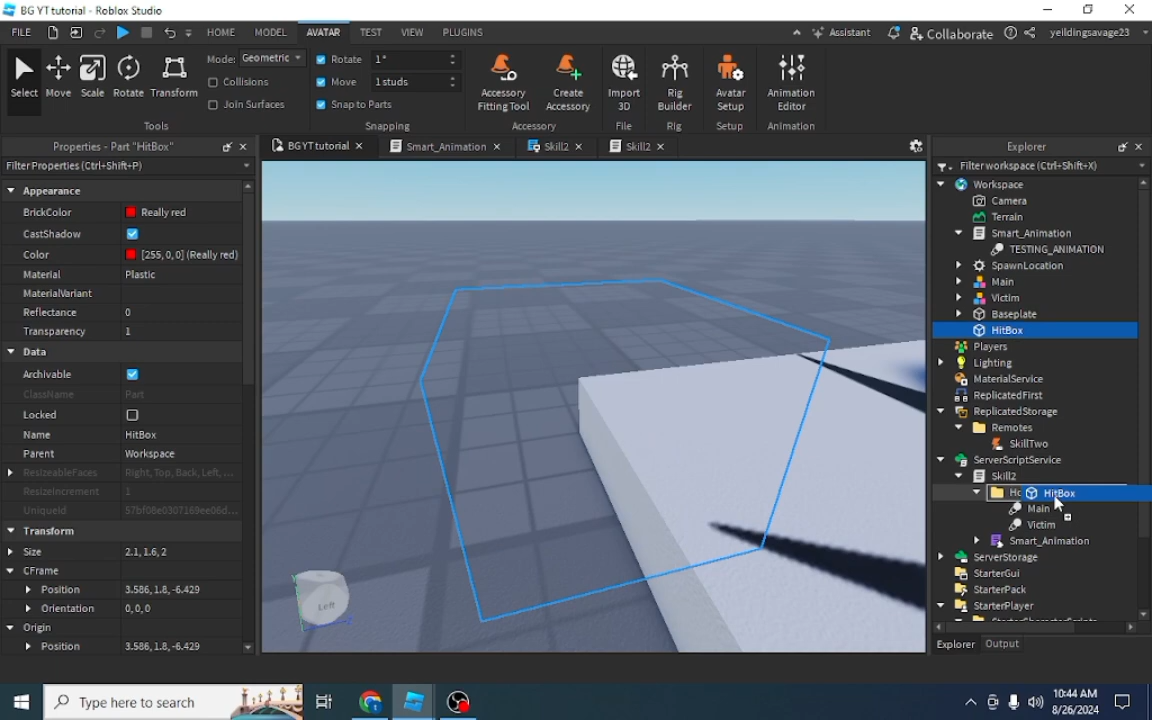 BG YT tutorial - Roblox Studio
FILE HOME MODEL AVATAR TEST VIEW PLUGINS Assistant Collaborate yeildingsavage23
Select Move Scale Rotate Transform
Mode: Geometric
Collisions
Join Surfaces
Tools
Rotate 1°
Move 1 studs
Snap to Parts
Snapping
Accessory Fitting Tool
Create Accessory
Accessory
Import 3D
File
Rig Builder
Rig
Avatar Setup
Setup
Animation Editor
Animation
Properties - Part "HitBox"
Filter Properties (Ctrl+Shift+P)
Appearance
BrickColor Really red
CastShadow
Color [255, 0, 0] (Really red)
Material Plastic
MaterialVariant
Reflectance 0
Transparency 1
Data
Archivable
ClassName Part
Locked
Name HitBox
Parent Workspace
ResizeableFaces Right, Top, Back, Left, ...
ResizeIncrement 1
UniqueId 57bf08e0307169ee06d...
Transform
Size 2.1, 1.6, 2
CFrame
Position 3.586, 1.8, -6.429
Orientation 0, 0, 0
Origin
Position 3.586, 1.8, -6.429
BG YT tutorial Smart_Animation Skill2 Skill2
Left
Explorer
Filter workspace (Ctrl+Shift+X)
Workspace
Camera
Terrain
Smart_Animation
TESTING_ANIMATION
SpawnLocation
Main
Victim
Baseplate
HitBox
Players
Lighting
MaterialService
ReplicatedFirst
ReplicatedStorage
Remotes
SkillTwo
ServerScriptService
Skill2
HitBox
Main
Victim
Smart_Animation
ServerStorage
StarterGui
StarterPack
StarterPlayer
Explorer Output
Type here to search
10:44 AM
8/26/2024